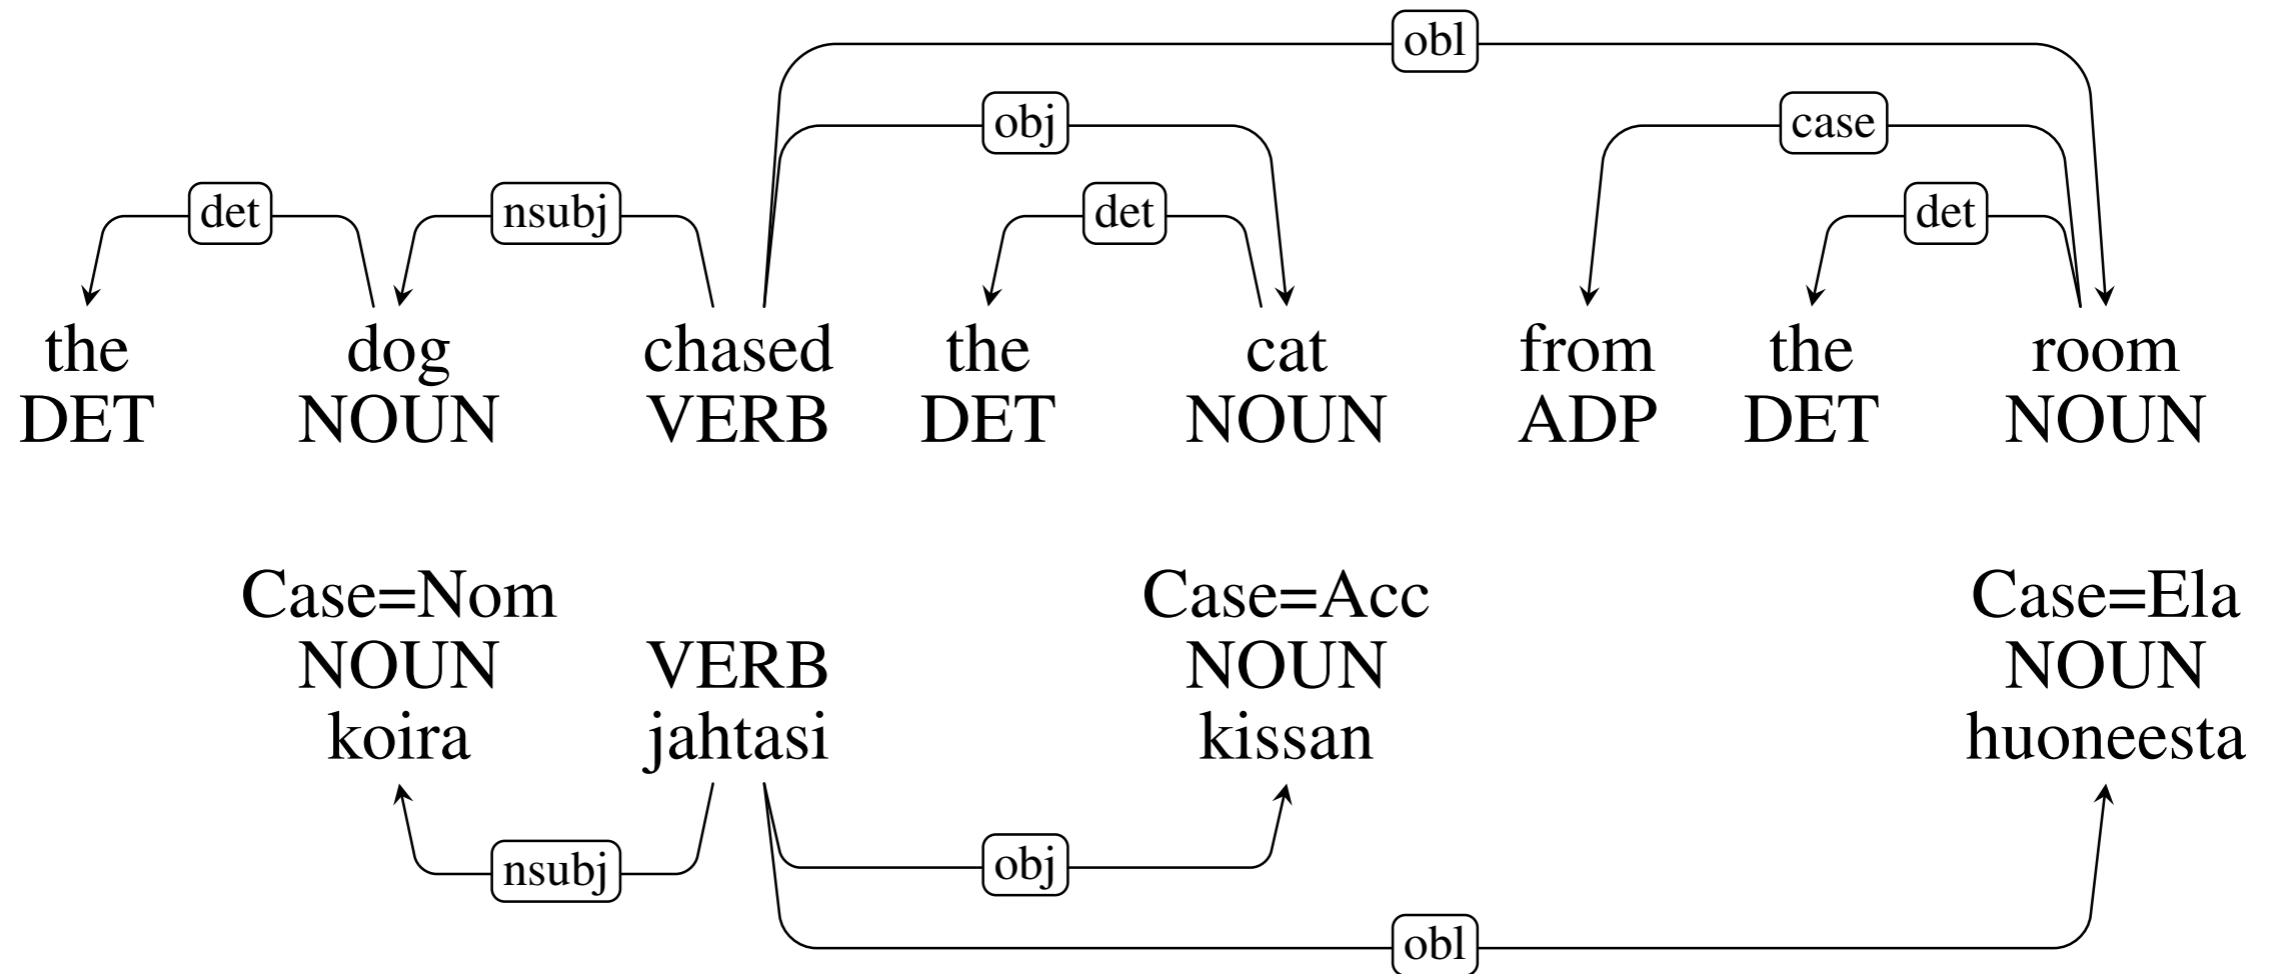 obl
obj case
det nsubj det det
the dog chased the cat from the room
DET NOUN VERB DET NOUN ADP DET NOUN
Case=Nom Case=Acc Case=Ela
NOUN VERB NOUN NOUN
koira jahtasi kissan huoneesta
nsubj obj
obl